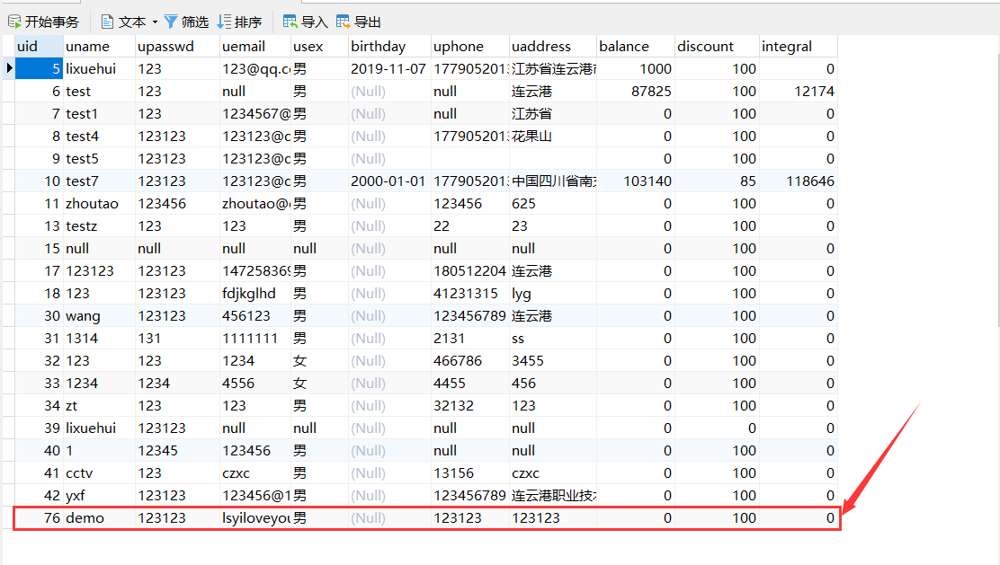 开始事务 文本 筛选 排序 导入 导出
uid uname upasswd uemail usex birthday uphone uaddress balance discount integral
5 lixuehui 123 123@qq.c 男 2019-11-07 1779052013 江苏省连云港市 1000 100 0
6 test 123 null 男 (Null) null 连云港 87825 100 12174
7 test1 123 1234567@ 男 (Null) null 江苏省 0 100 0
8 test4 123123 123123@c 男 (Null) 1779052013 花果山 0 100 0
9 test5 123123 123123@c 男 (Null) 0 100 0
10 test7 123123 123123@c 男 2000-01-01 1779052013 中国四川省南充 103140 85 118646
11 zhoutao 123456 zhoutao@ 男 (Null) 123456 625 0 100 0
13 testz 123 123 男 (Null) 22 23 0 100 0
15 null null null null (Null) null null 0 100 0
17 123123 123123 147258369 男 (Null) 180512204 连云港 0 100 0
18 123 123123 fdjkglhd 男 (Null) 41231315 lyg 0 100 0
30 wang 123123 456123 男 (Null) 123456789 连云港 0 100 0
31 1314 131 1111111 男 (Null) 2131 ss 0 100 0
32 123 123 1234 女 (Null) 466786 3455 0 100 0
33 1234 1234 4556 女 (Null) 4455 456 0 100 0
34 zt 123 123 男 (Null) 32132 123 0 100 0
39 lixuehui 123123 null null (Null) null null 0 0 0
40 1 12345 123456 男 (Null) null null 0 100 0
41 cctv 123 czxc 男 (Null) 13156 czxc 0 100 0
42 yxf 123123 123456@1 男 (Null) 123456789 连云港职业技术 0 100 0
76 demo 123123 lsyiloveyou 男 (Null) 123123 123123 0 100 0